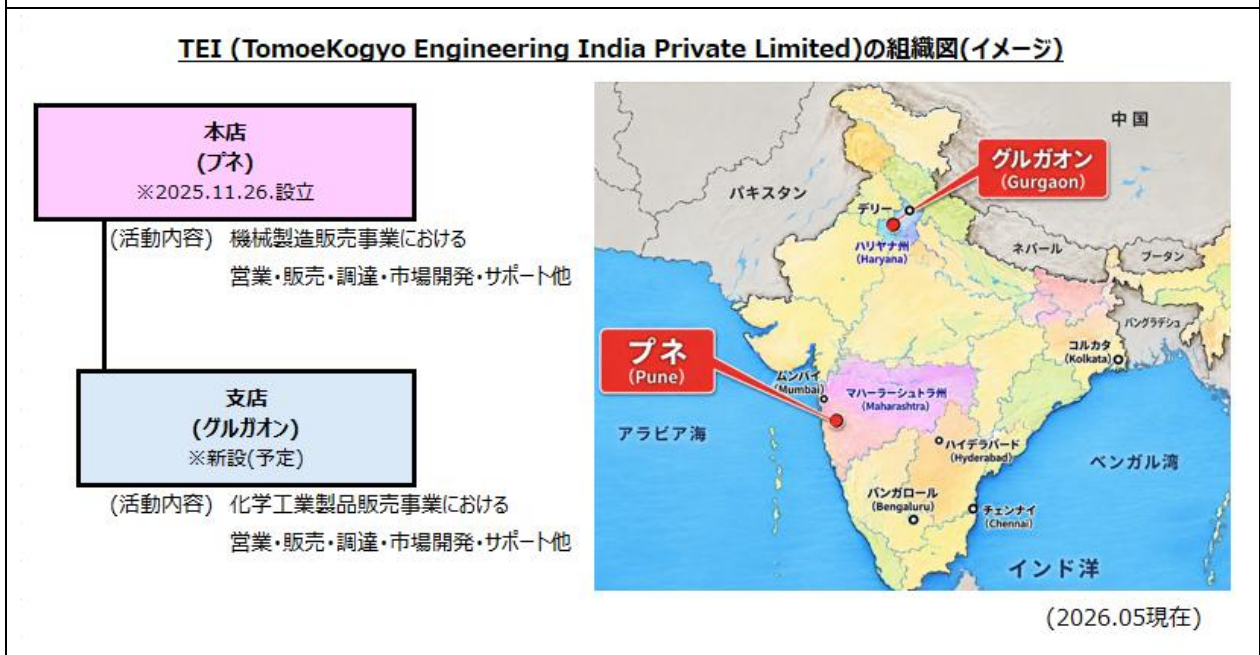 TEI (TomoeKogyo Engineering India Private Limited)の組織図(イメージ)
本店
(プネ)
※2025.11.26.設立
(活動内容) 機械製造販売事業における
営業・販売・調達・市場開発・サポート他
支店
(グルガオン)
※新設(予定)
(活動内容) 化学工業製品販売事業における
営業・販売・調達・市場開発・サポート他
中国
グルガオン
(Gurgaon)
パキスタン
デリー
ハリヤナ州
(Haryana)
ネパール
ブータン
バングラデシュ
コルカタ
(Kolkata)
プネ
(Pune)
ムンバイ
(Mumbai)
マハーラーシュトラ州
(Maharashtra)
アラビア海
ハイデラバード
(Hyderabad)
ベンガル湾
バンガロール
(Bengaluru)
チェンナイ
(Chennai)
インド洋
(2026.05現在)